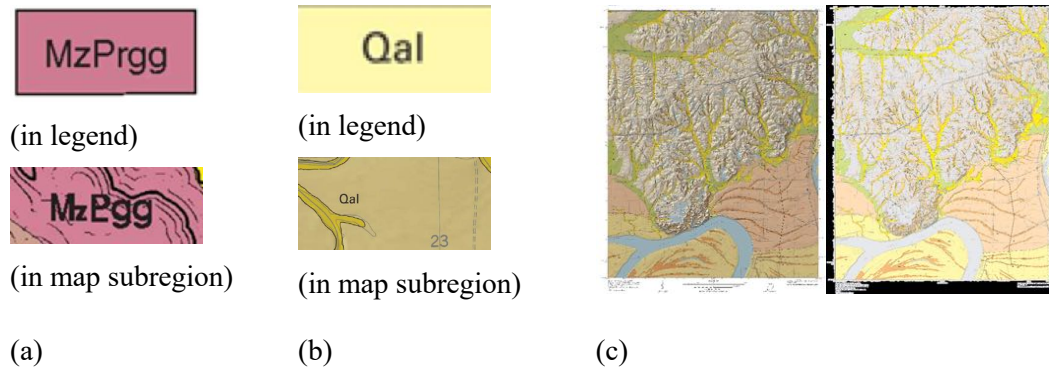 MzPrgg
(in legend)
MzPgg
(in map subregion)
(a)
Qal
(in legend)
Qal
23
(in map subregion)
(b)
(c)